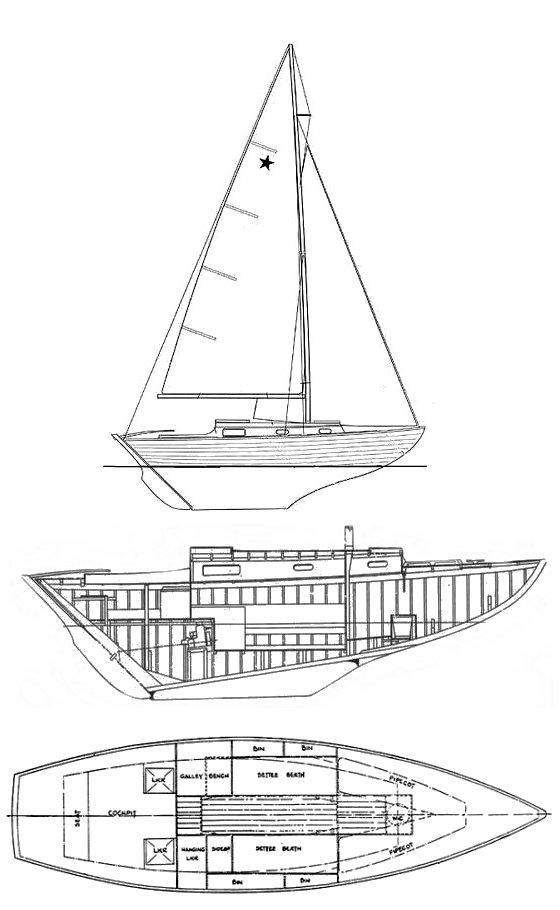 BIN
BIN
LKR
GALLEY
BENCH
SETTEE BERTH
PIPECOT
SEAT
COCKPIT
WC
LKR
HANGING
LKR
SETTEE BERTH
PIPECOT
BIN
BIN